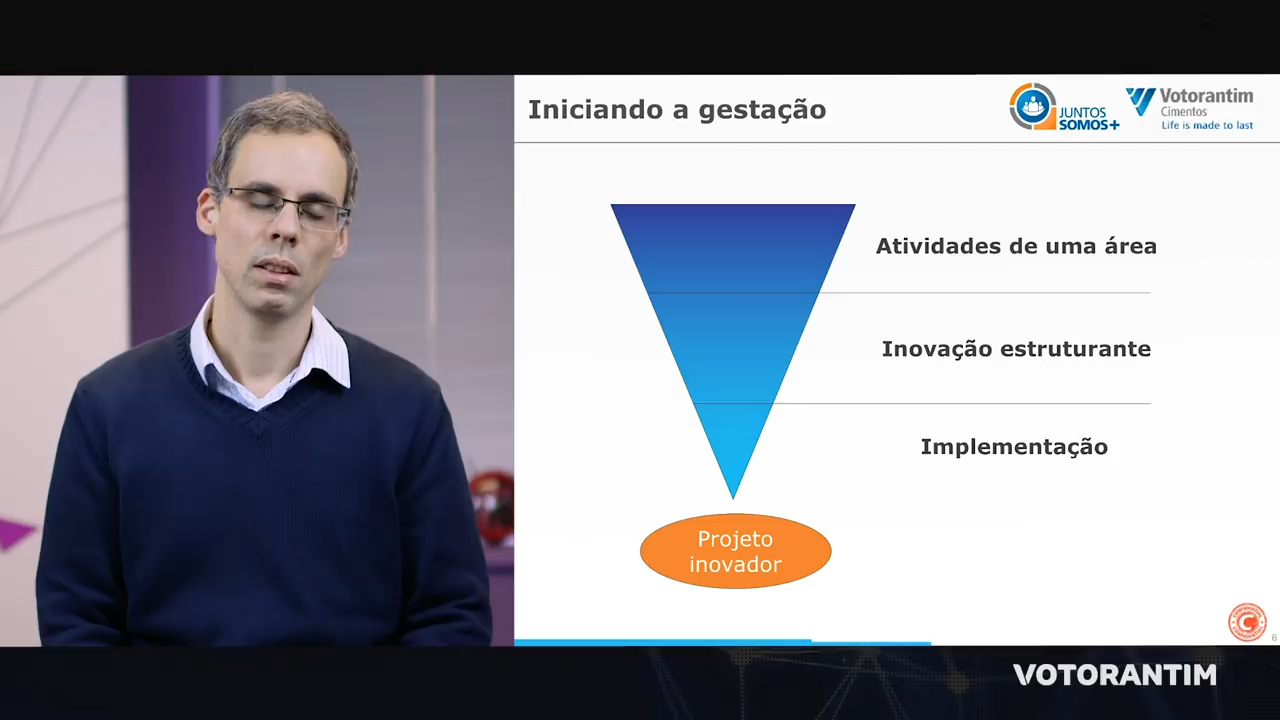 Iniciando a gestação
JUNTOS
SOMOS+
Votorantim
Cimentos
Life is made to last
Atividades de uma área
Inovação estruturante
Implementação
Projeto
inovador
C
6
VOTORANTIM